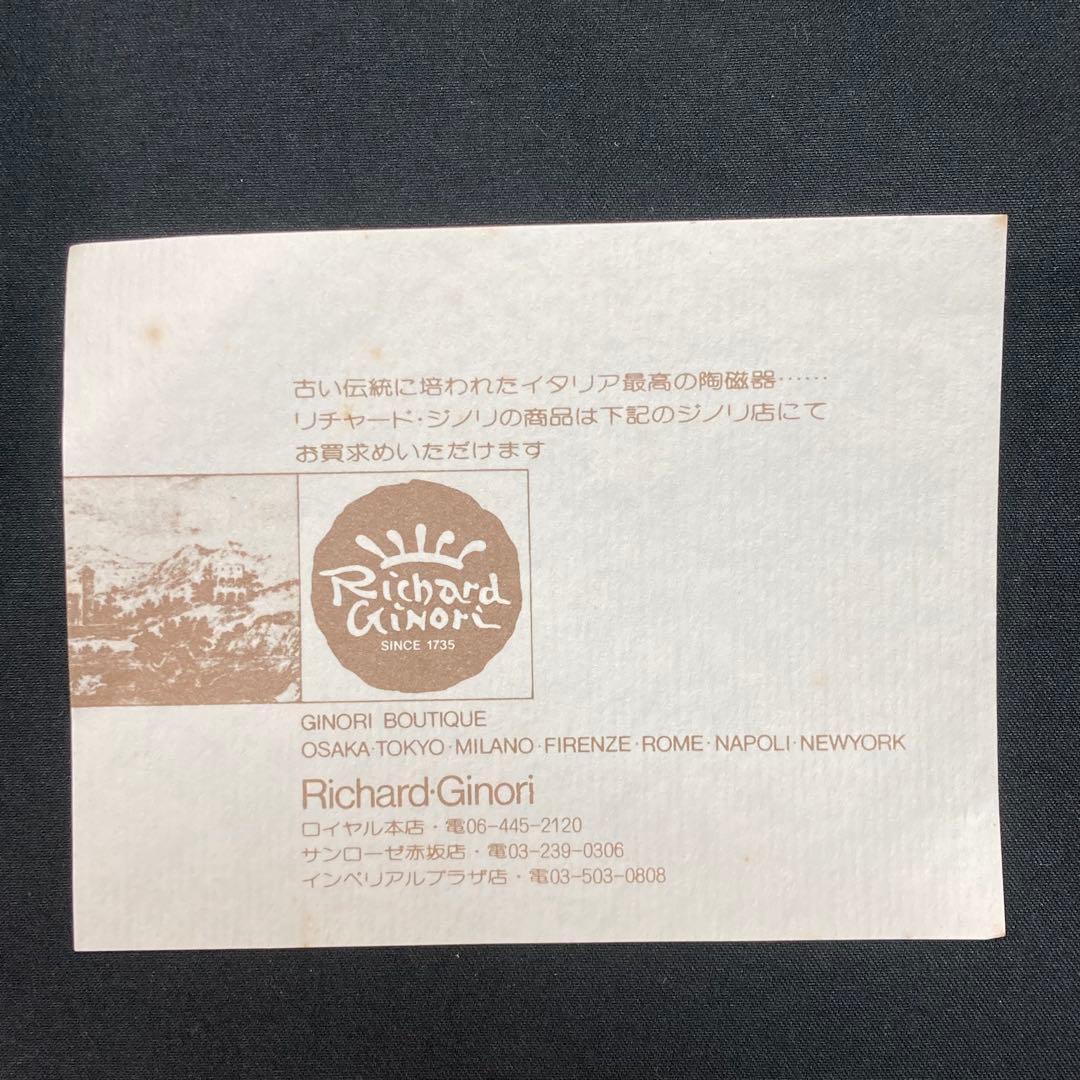 古い伝統に培われたイタリア最高の陶磁器……
リチャード・ジノリの商品は下記のジノリ店にて
お買求めいただけます
Richard
Ginori
SINCE 1735
GINORI BOUTIQUE
OSAKA·TOKYO·MILANO·FIRENZE·ROME·NAPOLI·NEWYORK
Richard·Ginori
ロイヤル本店・電06-445-2120
サンローゼ赤坂店・電03-239-0306
インペリアルプラザ店・電03-503-0808